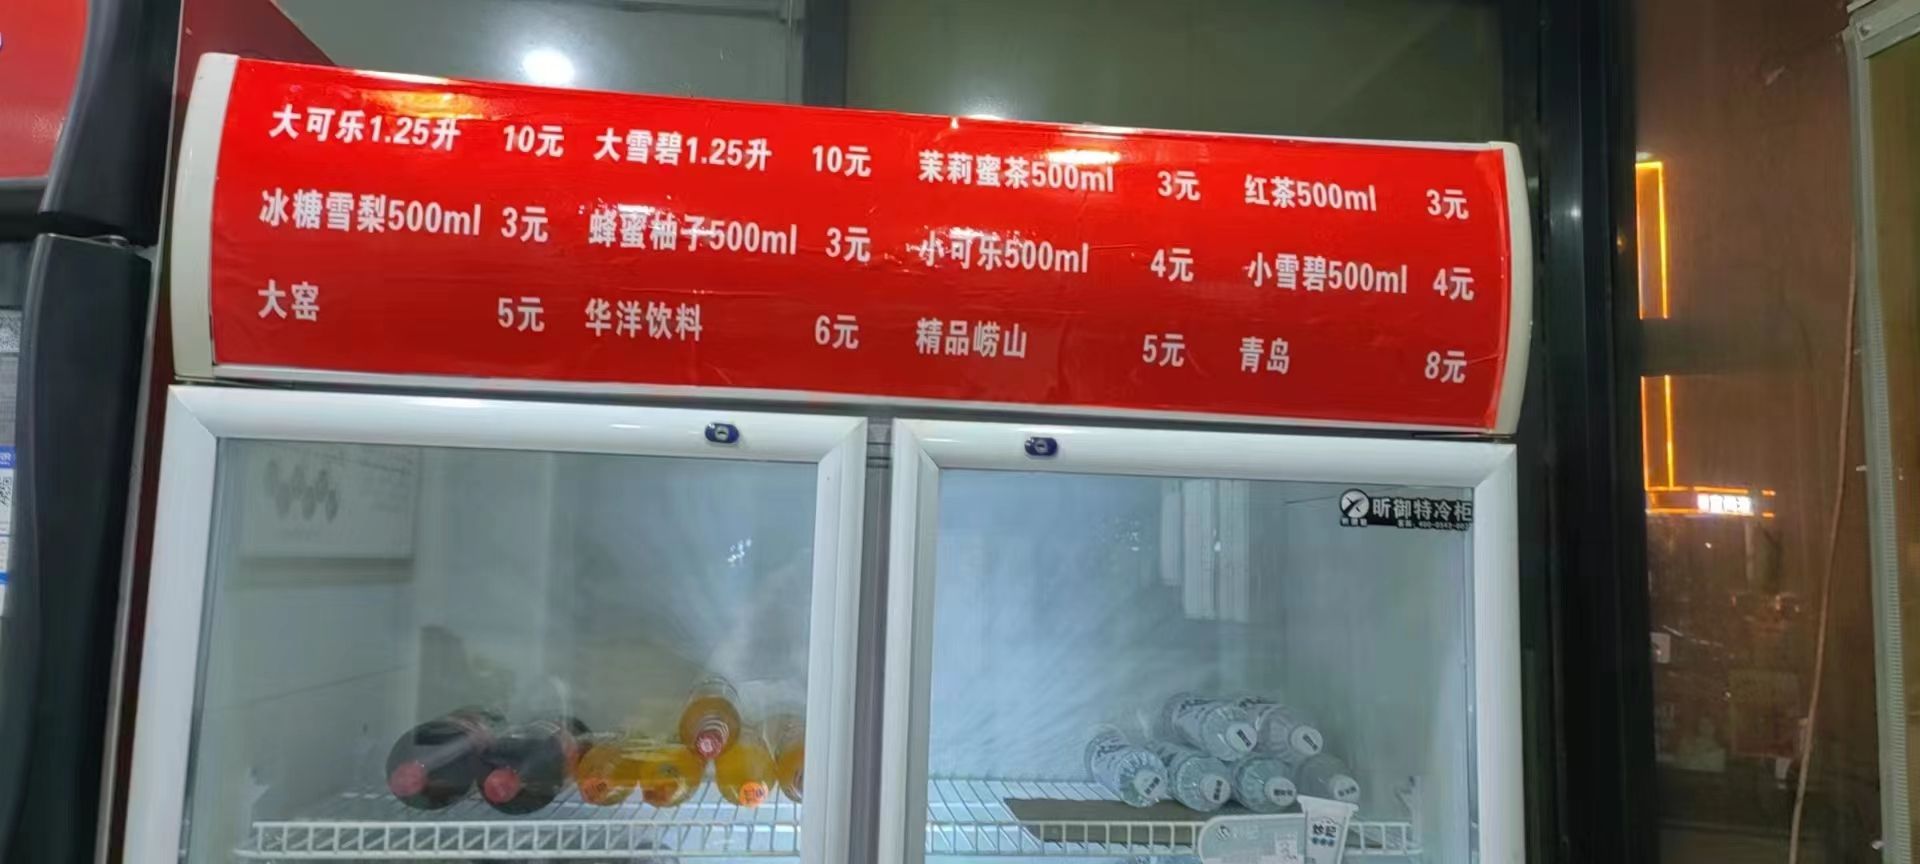 大可乐1.25升 10元 大雪碧1.25升 10元 茉莉蜜茶500ml 3元 红茶500ml 3元
冰糖雪梨500ml 3元 蜂蜜柚子500ml 3元 小可乐500ml 4元 小雪碧500ml 4元
大窑 5元 华洋饮料 6元 精品崂山 5元 青岛 8元
昕御特冷柜